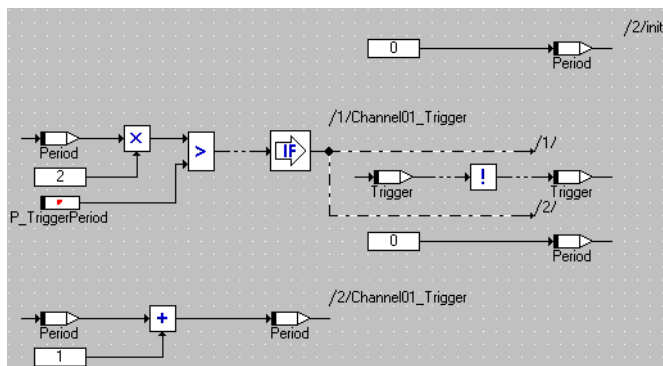 /2/init
0
Period
/1/Channel01_Trigger
Period
×
>
IF
/1/
2
Trigger
!
Trigger
P_TriggerPeriod
/2/
0
Period
/2/Channel01_Trigger
Period
+
Period
1